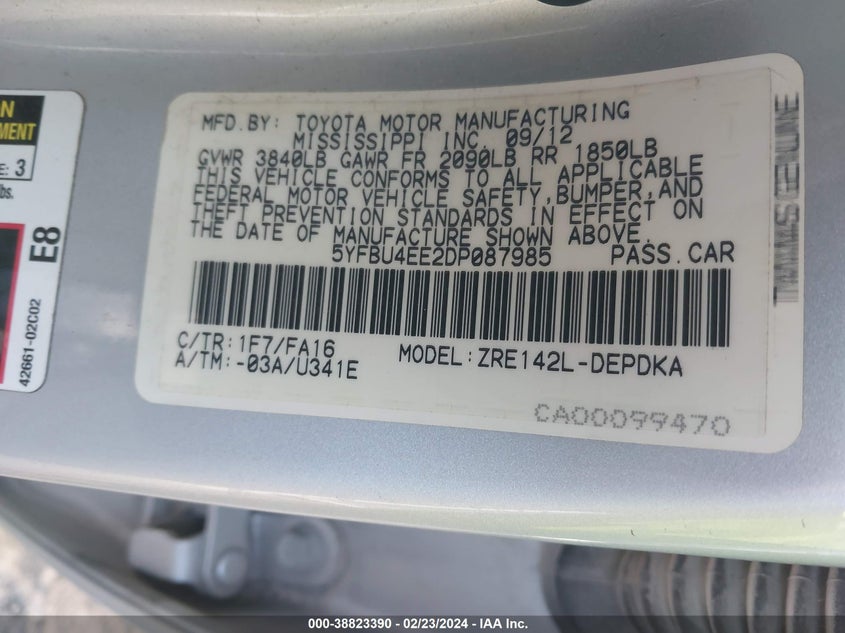 N
MENT
E: 3
lbs.
E8
42661-02C02
MFD.BY: TOYOTA MOTOR MANUFACTURING
MISSISSIPPI INC. 09/12
GVWR 3840LB GAWR FR 2090LB RR 1850LB
THIS VEHICLE CONFORMS TO ALL APPLICABLE
FEDERAL MOTOR VEHICLE SAFETY,BUMPER,AND
THEFT PREVENTION STANDARDS IN EFFECT ON
THE DATE OF MANUFACTURE SHOWN ABOVE.
5YFBU4EE2DP087985 PASS.CAR
C/TR:1F7/FA16
A/TM:-03A/U341E
MODEL:ZRE142L-DEPDKA
CA00099470
000-38823390 - 02/23/2024 - IAA Inc.